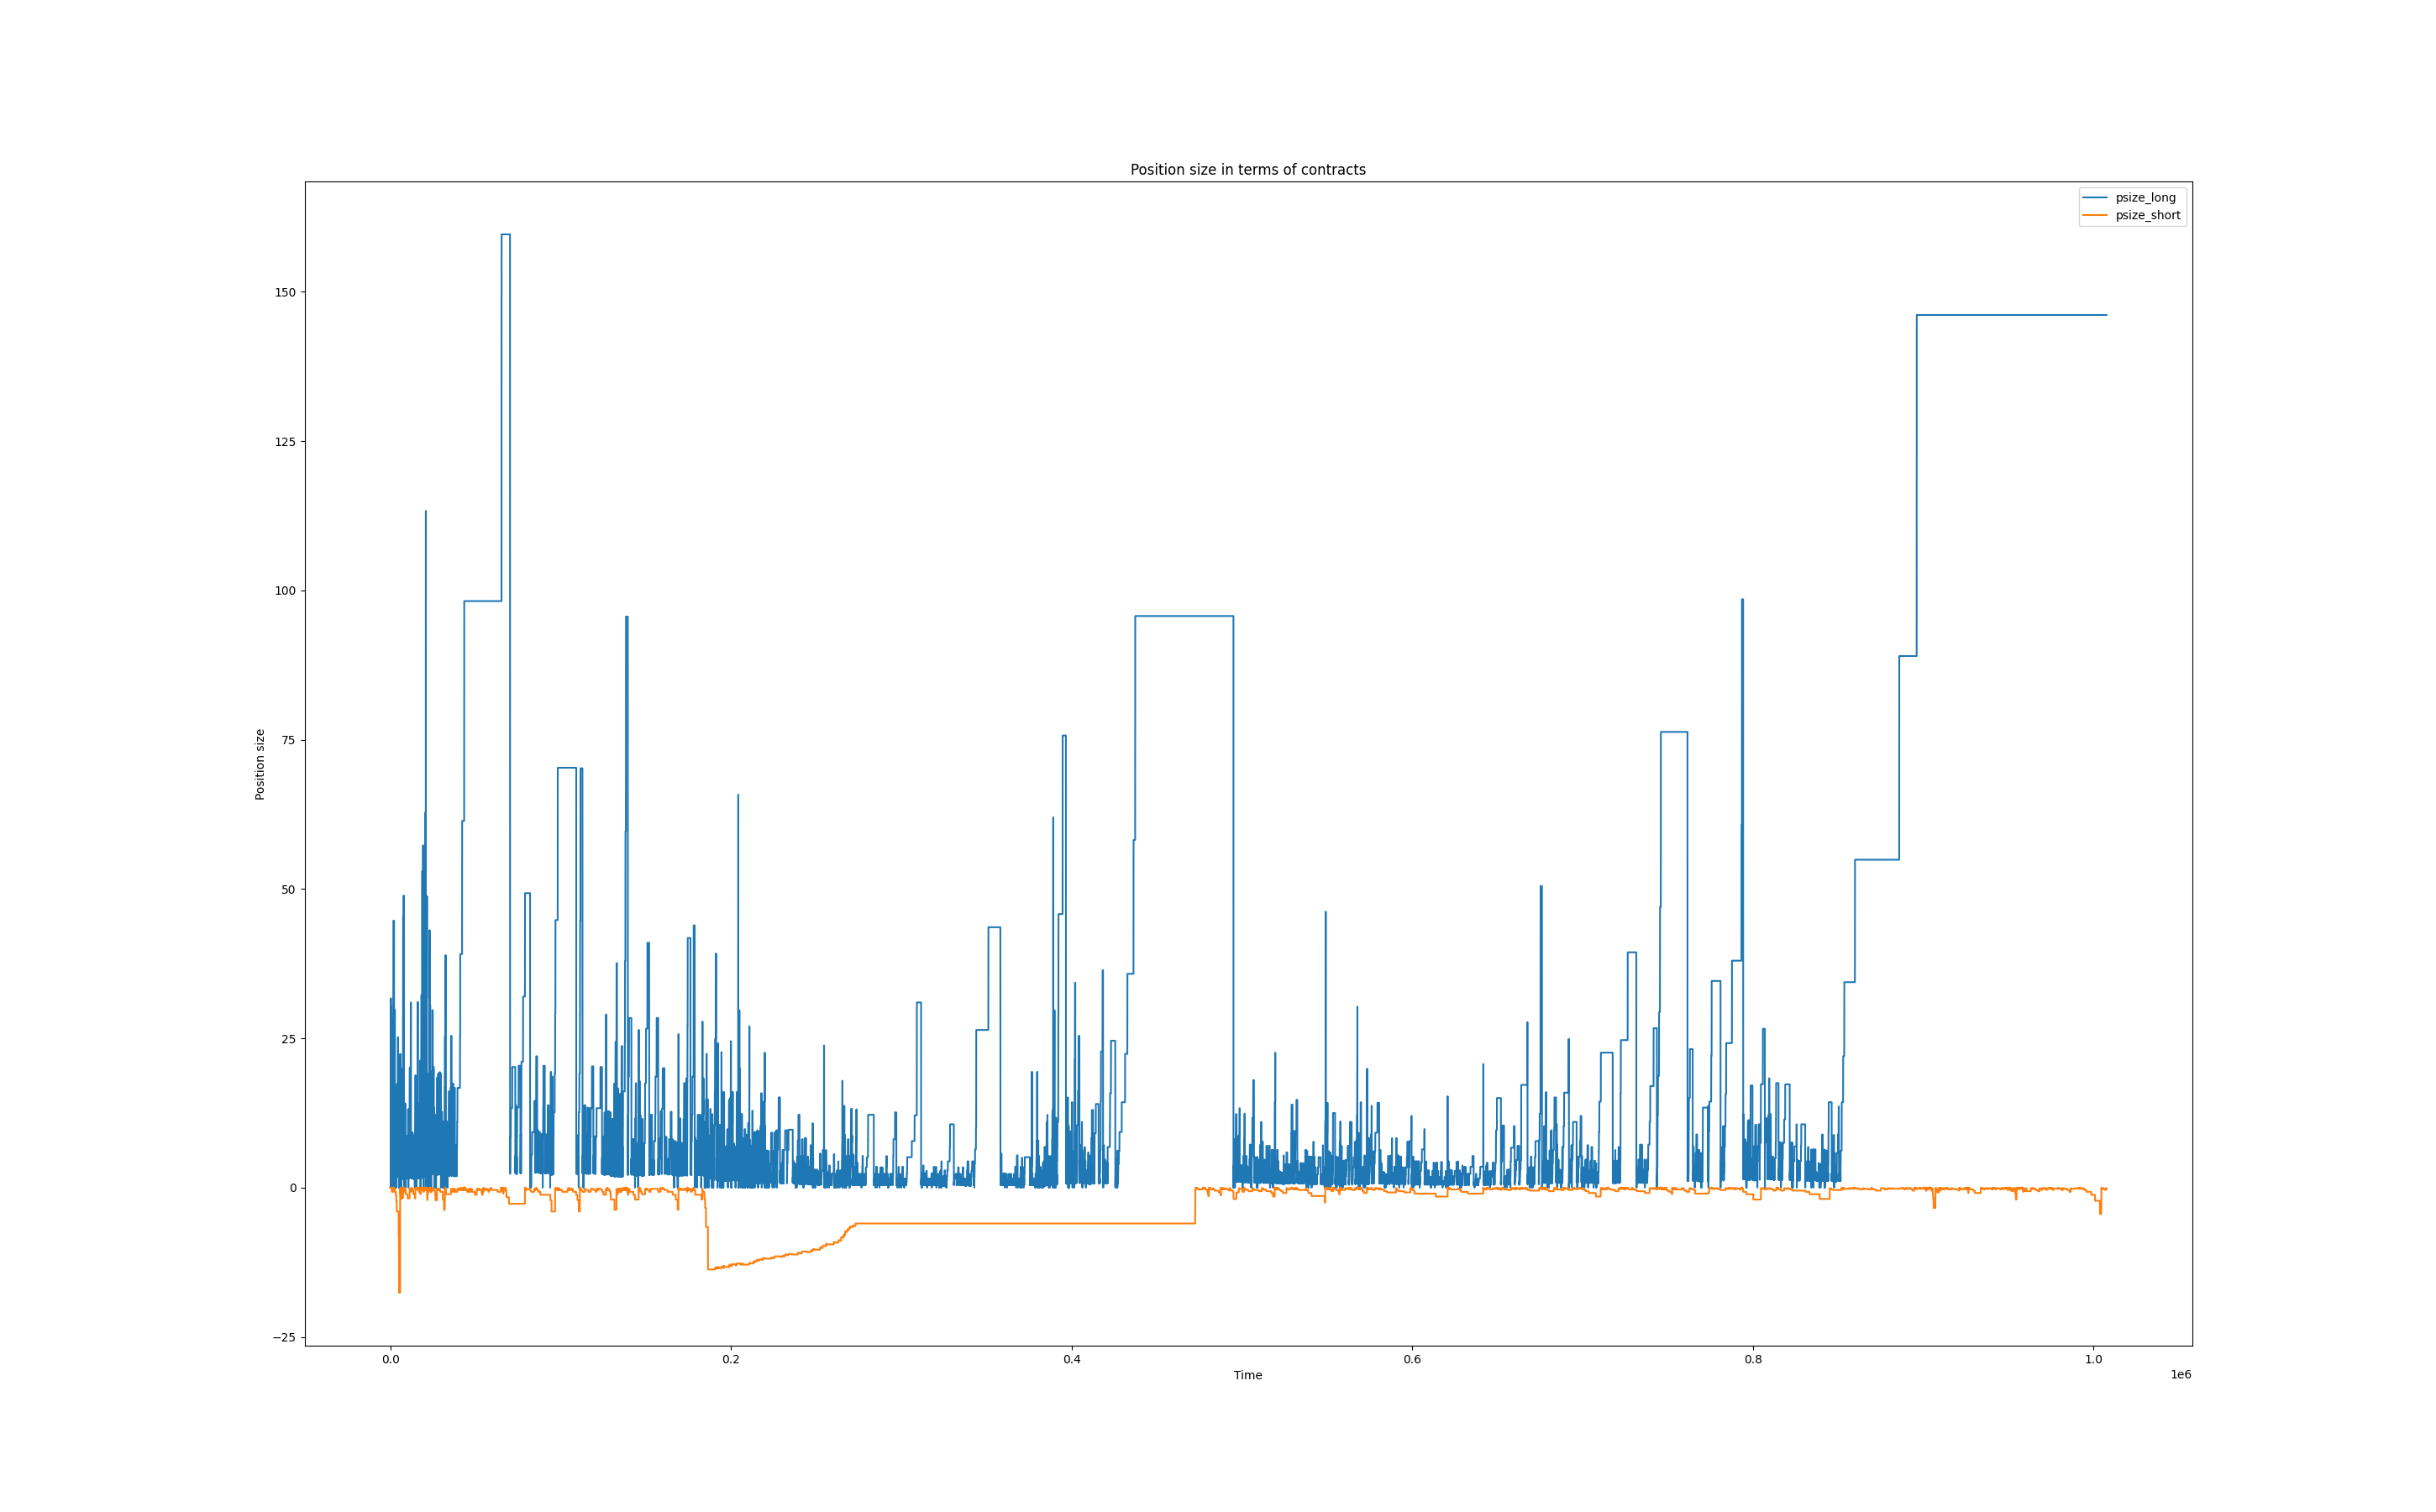 Position size in terms of contracts
psize_long
psize_short
150
125
100
75
50
25
0
−25
Position size
0.0 0.2 0.4 0.6 0.8 1.0
Time
1e6